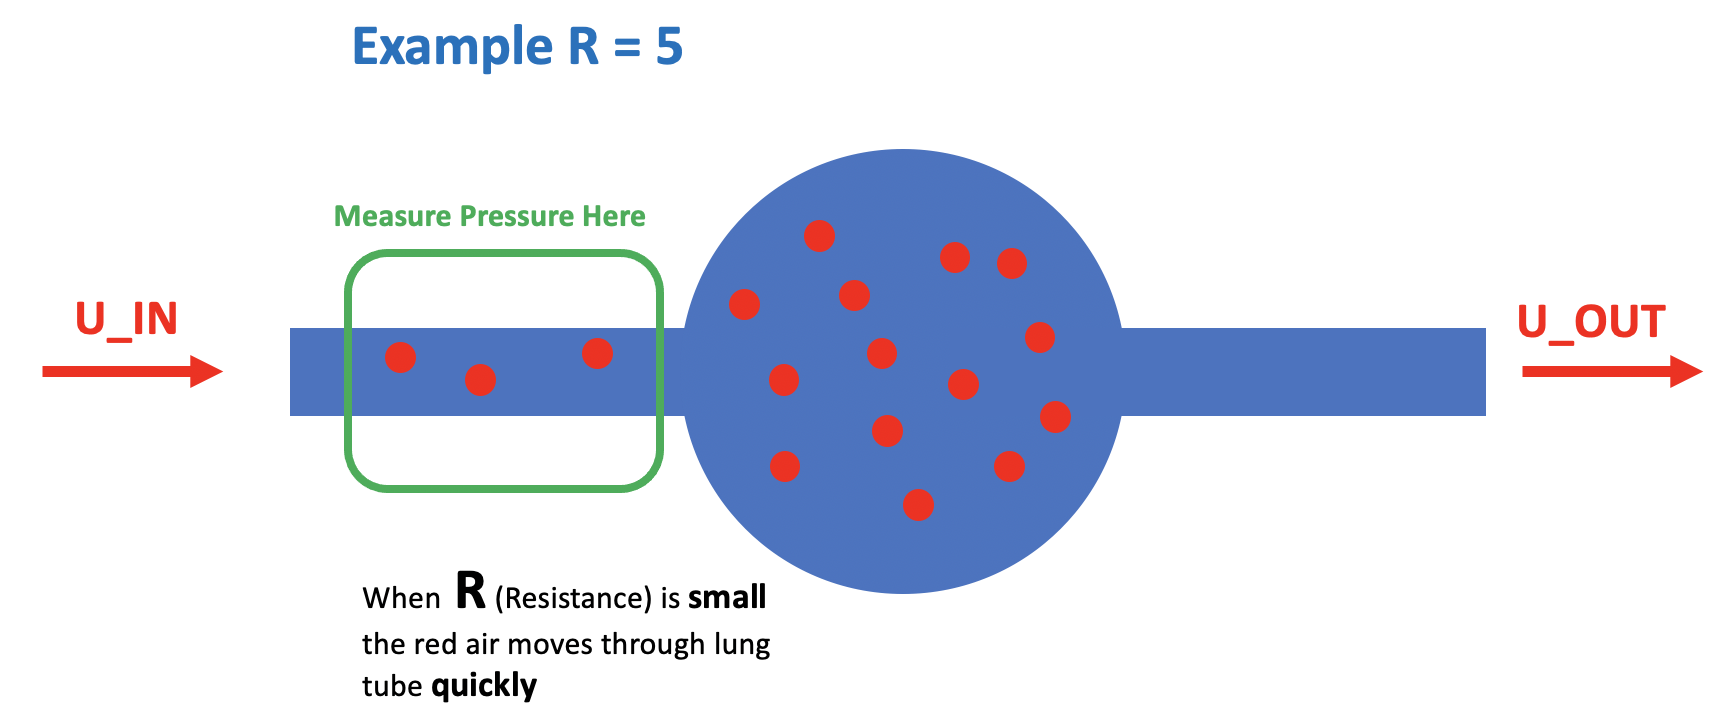 Example R = 5
Measure Pressure Here
U_IN
U_OUT
When R (Resistance) is small
the red air moves through lung
tube quickly